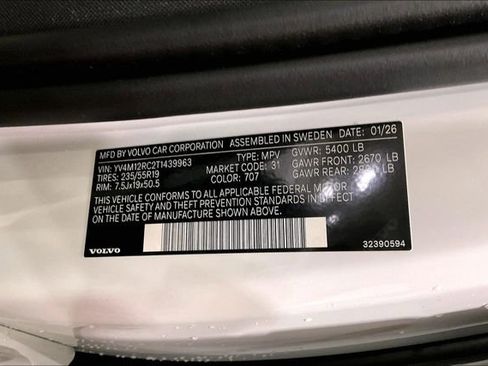 MFD BY VOLVO CAR CORPORATION ASSEMBLED IN SWEDEN DATE: 01/26
VIN: YV4M12RC2T1439963 TYPE: MPV GVWR: 5400 LB
TIRES: 235/55R19 MARKET CODE: 31 GAWR FRONT: 2670 LB
RIM: 7.5Jx19x50.5 COLOR: 707 GAWR REAR: LB
THIS VEHICLE CONFORMS TO ALL APPLICABLE FEDERAL MOTOR
VEHICLE SAFETY AND THEFT PREVENTION STANDARDS IN EFFECT ON
THE DATE OF MANUFACTURE SHOWN ABOVE.
VOLVO 32390594